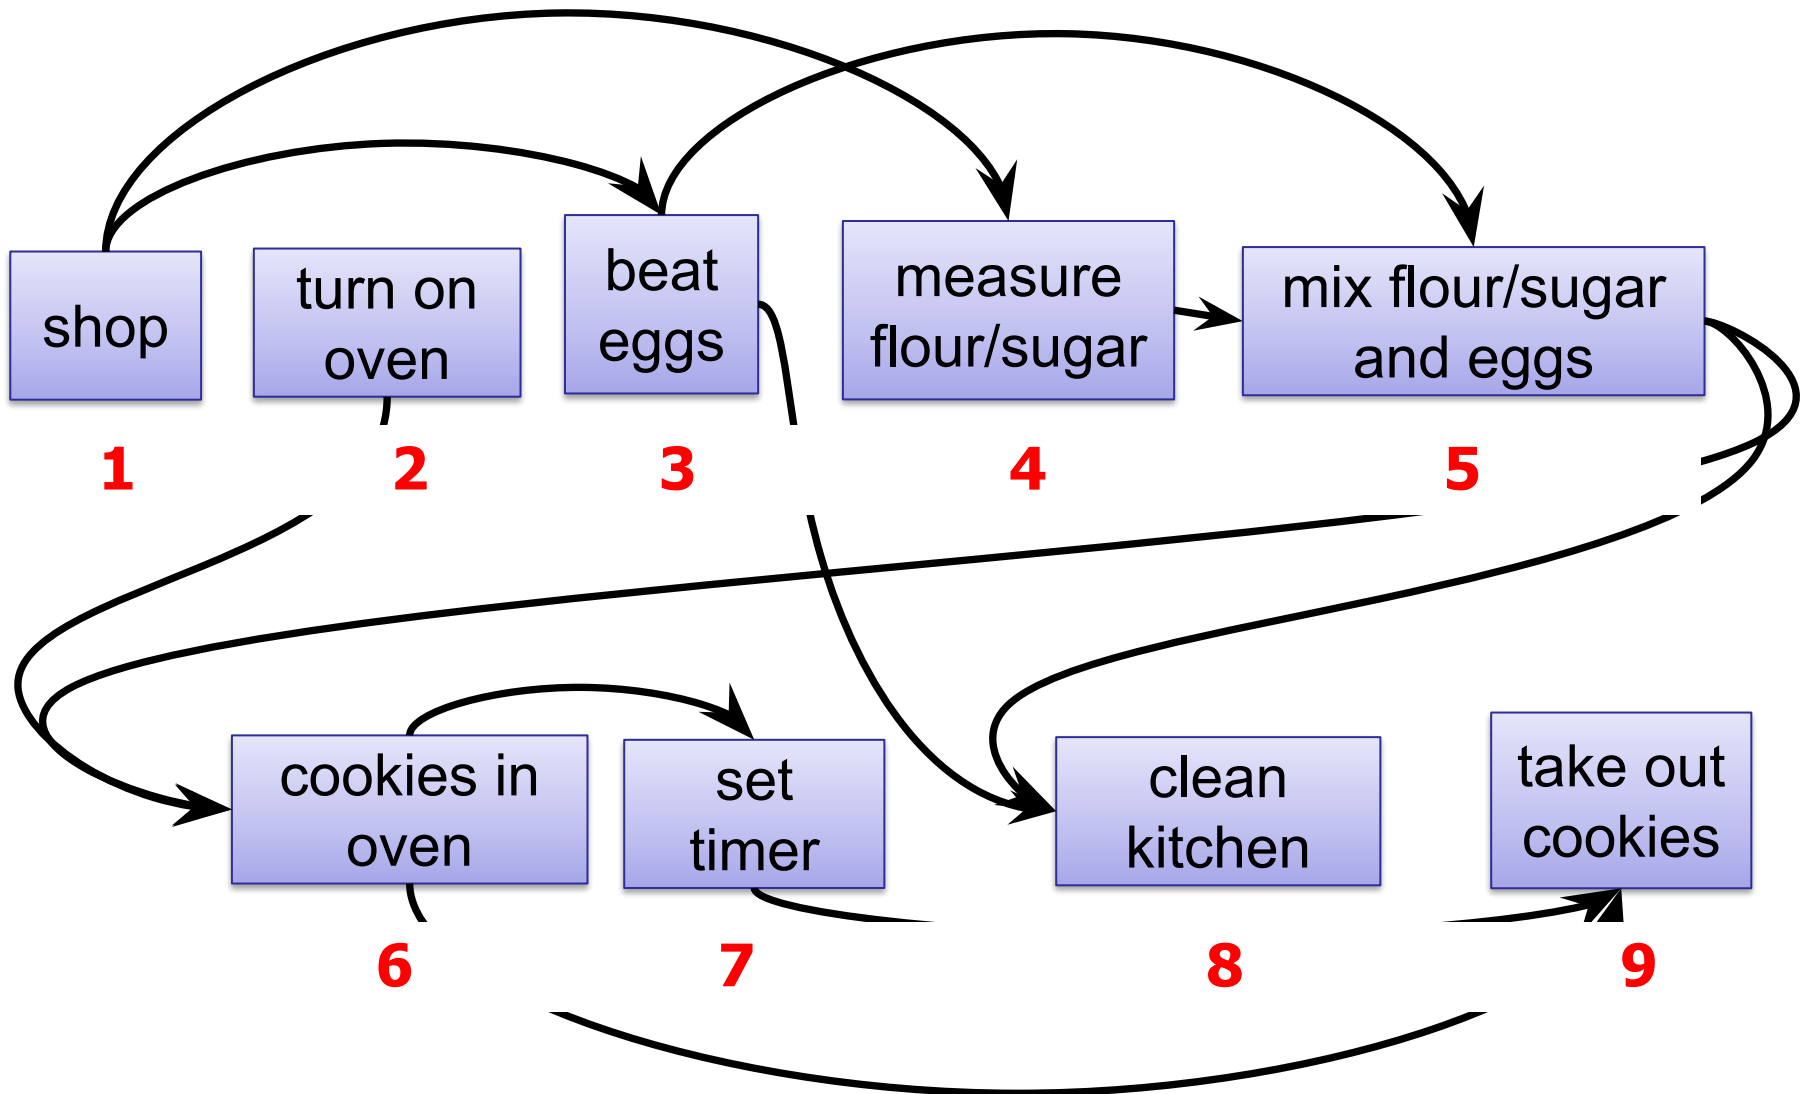 shop
turn on
oven
beat
eggs
measure
flour/sugar
mix flour/sugar
and eggs
1
2
3
4
5
cookies in
oven
set
timer
clean
kitchen
take out
cookies
6
7
8
9